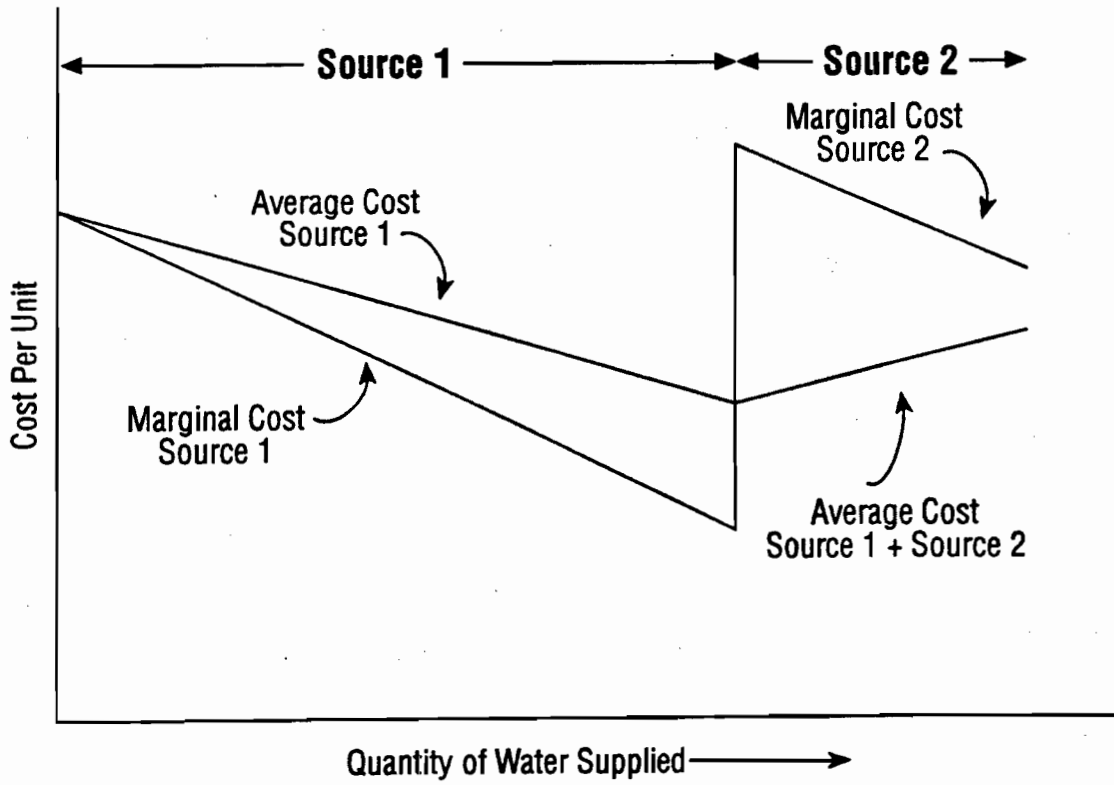 Source 1
Source 2
Marginal Cost
Source 2
Average Cost
Source 1
Marginal Cost
Source 1
Average Cost
Source 1 + Source 2
Cost Per Unit
Quantity of Water Supplied